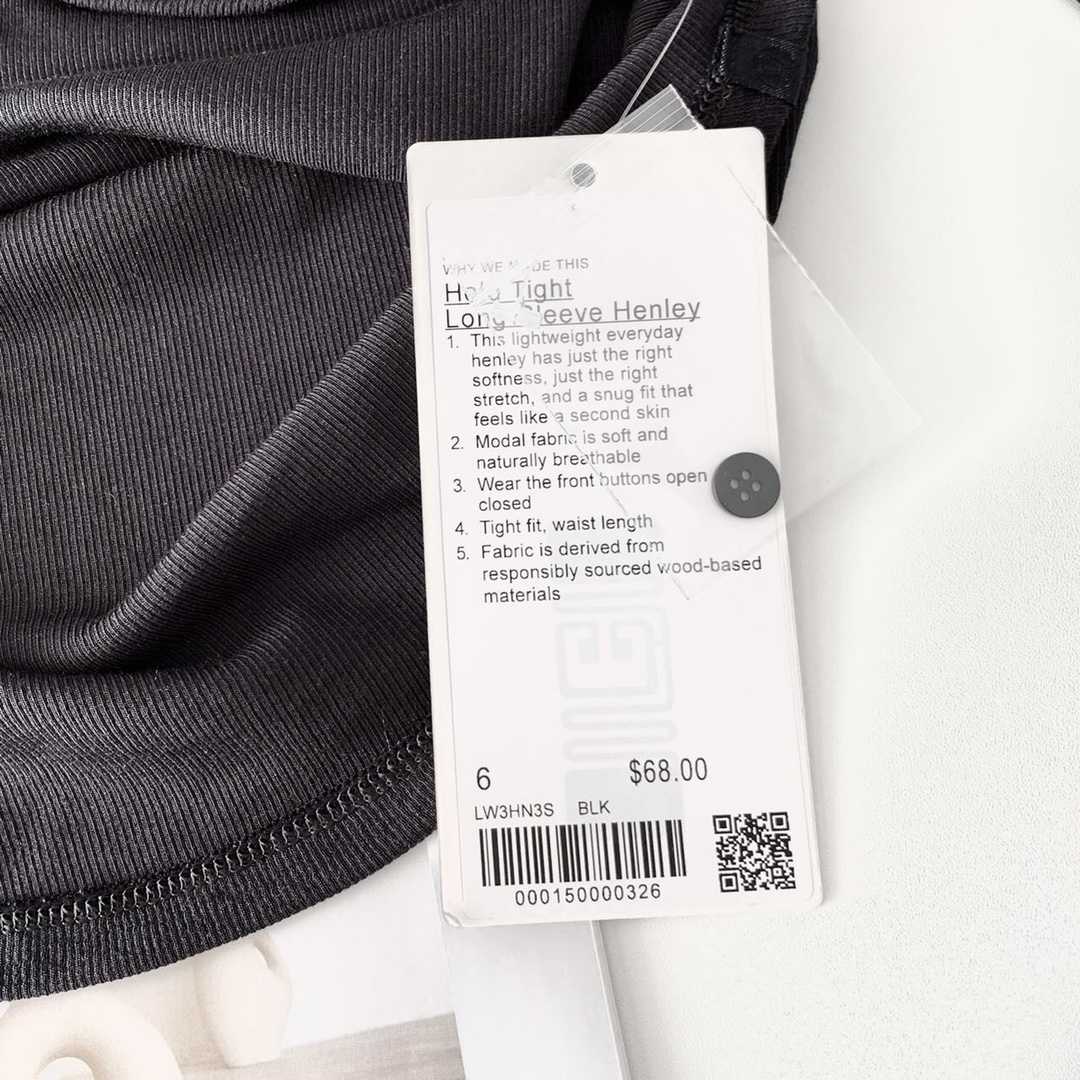 WHY WE MADE THIS
Hold Tight
Long Sleeve Henley
1. This lightweight everyday
henley has just the right
softness, just the right
stretch, and a snug fit that
feels like a second skin
2. Modal fabric is soft and
naturally breathable
3. Wear the front buttons open
closed
4. Tight fit, waist length
5. Fabric is derived from
responsibly sourced wood-based
materials
6 $68.00
LW3HN3S BLK
000150000326